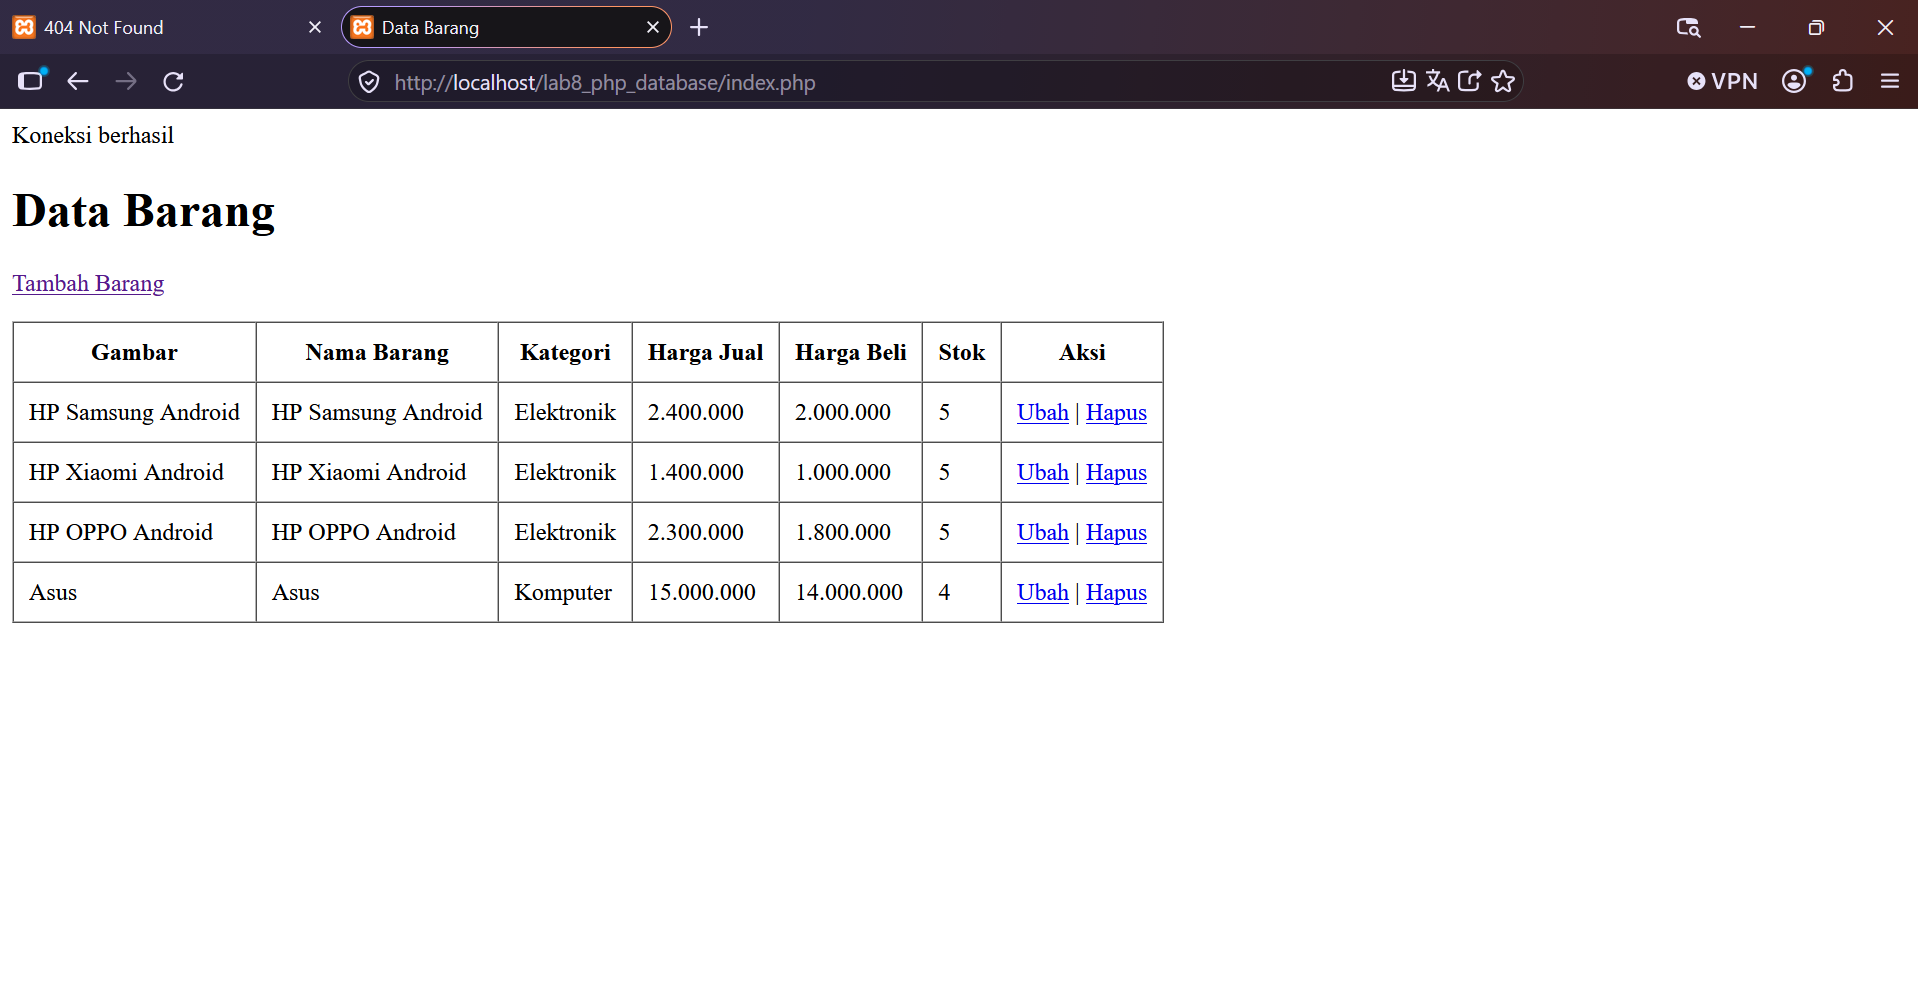 404 Not Found
Data Barang
http://localhost/lab8_php_database/index.php
VPN
Koneksi berhasil
Data Barang
Tambah Barang
Gambar Nama Barang Kategori Harga Jual Harga Beli Stok Aksi
HP Samsung Android HP Samsung Android Elektronik 2.400.000 2.000.000 5 Ubah | Hapus
HP Xiaomi Android HP Xiaomi Android Elektronik 1.400.000 1.000.000 5 Ubah | Hapus
HP OPPO Android HP OPPO Android Elektronik 2.300.000 1.800.000 5 Ubah | Hapus
Asus Asus Komputer 15.000.000 14.000.000 4 Ubah | Hapus